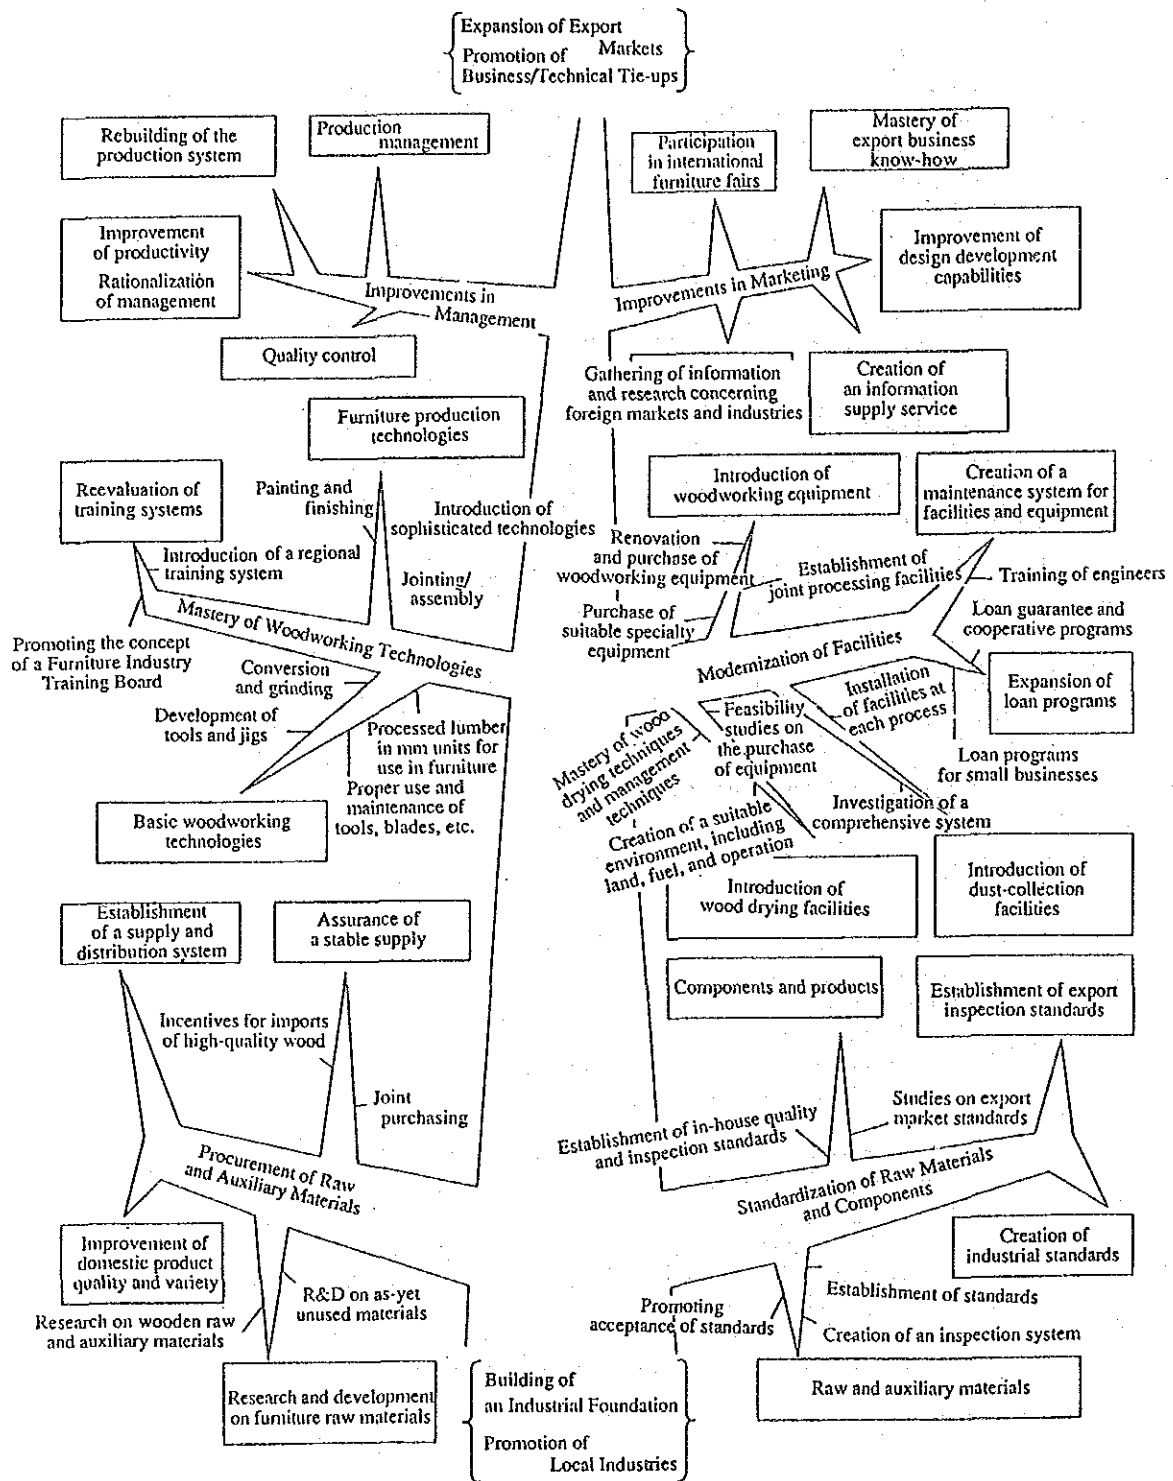 Expansion of Export
Markets
Promotion of
Business/Technical Tie-ups
Rebuilding of the
production system
Production
management
Participation
in international
furniture fairs
Mastery of
export business
know-how
Improvement
of productivity
Rationalization
of management
Improvement of
design development
capabilities
Improvements in
Management
Improvements in Marketing
Quality control
Gathering of information
and research concerning
foreign markets and industries
Creation of
an information
supply service
Furniture production
technologies
Reevaluation of
training systems
Painting and
finishing
Introduction of
sophisticated technologies
Introduction of
woodworking equipment
Creation of a
maintenance system for
facilities and equipment
Introduction of a regional
training system
Jointing/
assembly
Renovation
and purchase of
woodworking equipment
Establishment of
joint processing facilities
Training of engineers
Mastery of Woodworking Technologies
Purchase of
suitable specialty
equipment
Loan guarantee and
cooperative programs
Promoting the concept
of a Furniture Industry
Training Board
Modernization of Facilities
Conversion
and grinding
Expansion of
loan programs
Development of
tools and jigs
Processed lumber
in mm units for
use in furniture
Mastery of wood
drying techniques
and management
techniques
Feasibility
studies on
the purchase
of equipment
Installation
of facilities at
each process
Loan programs
for small businesses
Proper use and
maintenance of
tools, blades, etc.
Basic woodworking
technologies
Creation of a suitable
environment, including
land, fuel, and operation
Investigation of a
comprehensive system
Introduction of
wood drying facilities
Introduction of
dust-collection
facilities
Establishment
of a supply and
distribution system
Assurance of
a stable supply
Components and products
Establishment of export
inspection standards
Incentives for imports
of high-quality wood
Joint
purchasing
Establishment of in-house quality
and inspection standards
Studies on export
market standards
Procurement of Raw
and Auxiliary Materials
Standardization of Raw Materials
and Components
Improvement of
domestic product
quality and variety
Creation of
industrial standards
Research on wooden raw
and auxiliary materials
R&D on as-yet
unused materials
Promoting
acceptance of standards
Establishment of standards
Creation of an inspection system
Research and development
on furniture raw materials
Building of
an Industrial Foundation
Promotion of
Local Industries
Raw and auxiliary materials